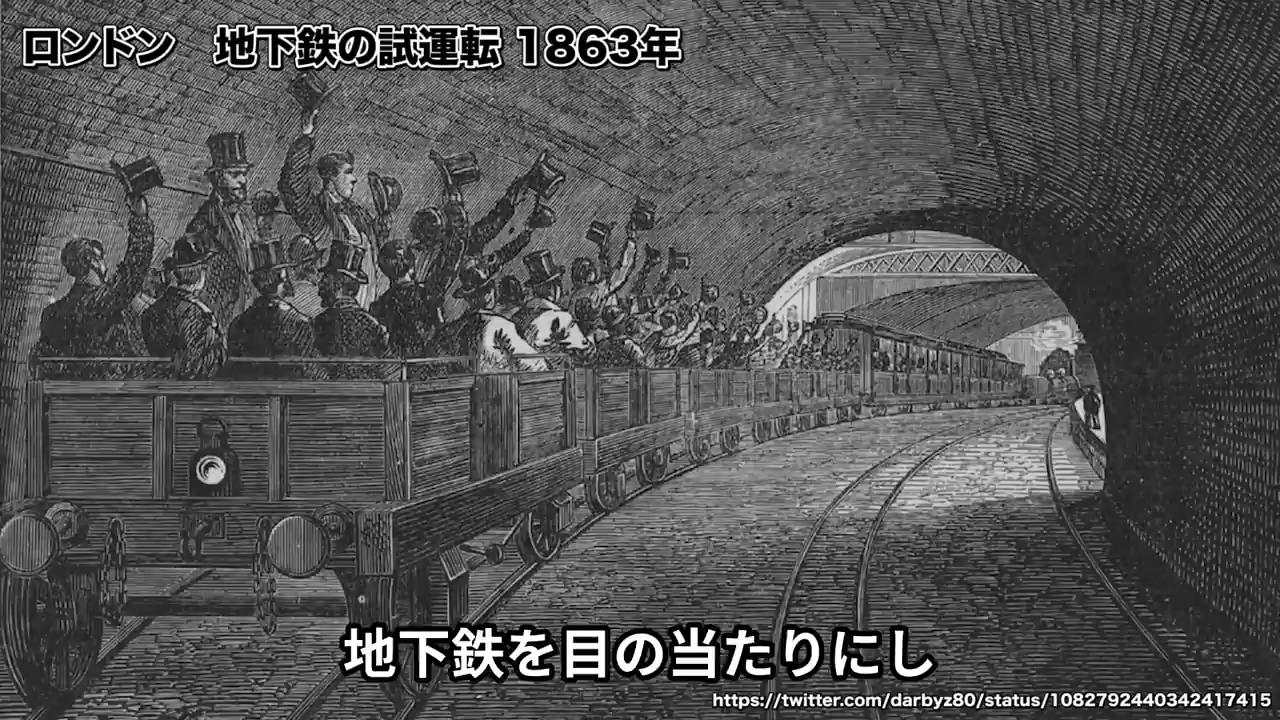 ロンドン　地下鉄の試運転 1863年
地下鉄を目の当たりにし
https://twitter.com/darbyz80/status/1082792440342417415